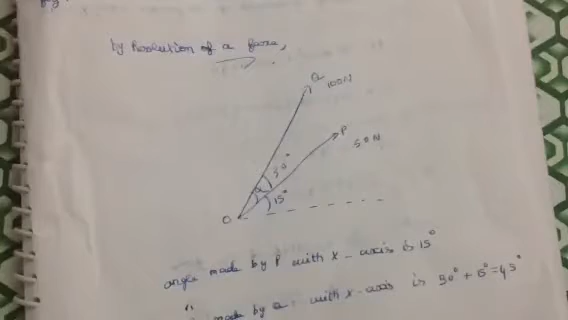 by Resolution of a force,
Q
100N
P
50N
30°
15°
O
angle made by P with x-axis is 15°
" made by Q with x-axis is 30° + 15° = 45°